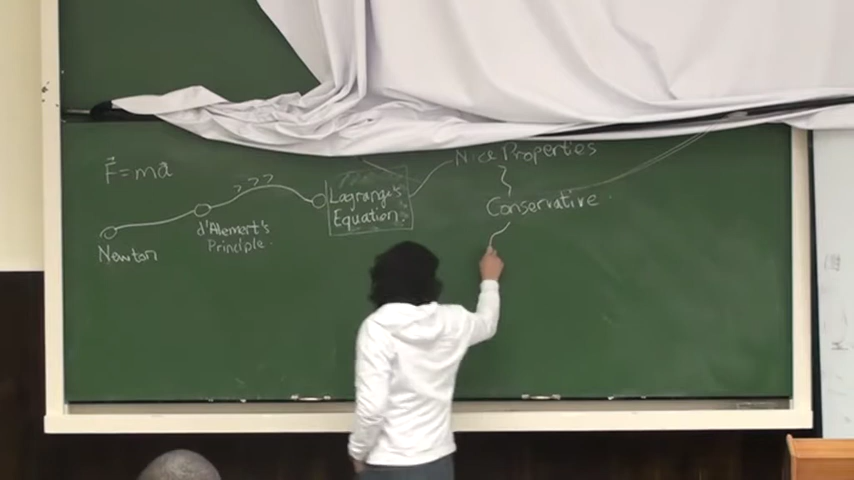 F⃗=ma⃗
Newton
d'Alemert's
Principle.
Lagrange's
Equation
Nice Properties
Conservative